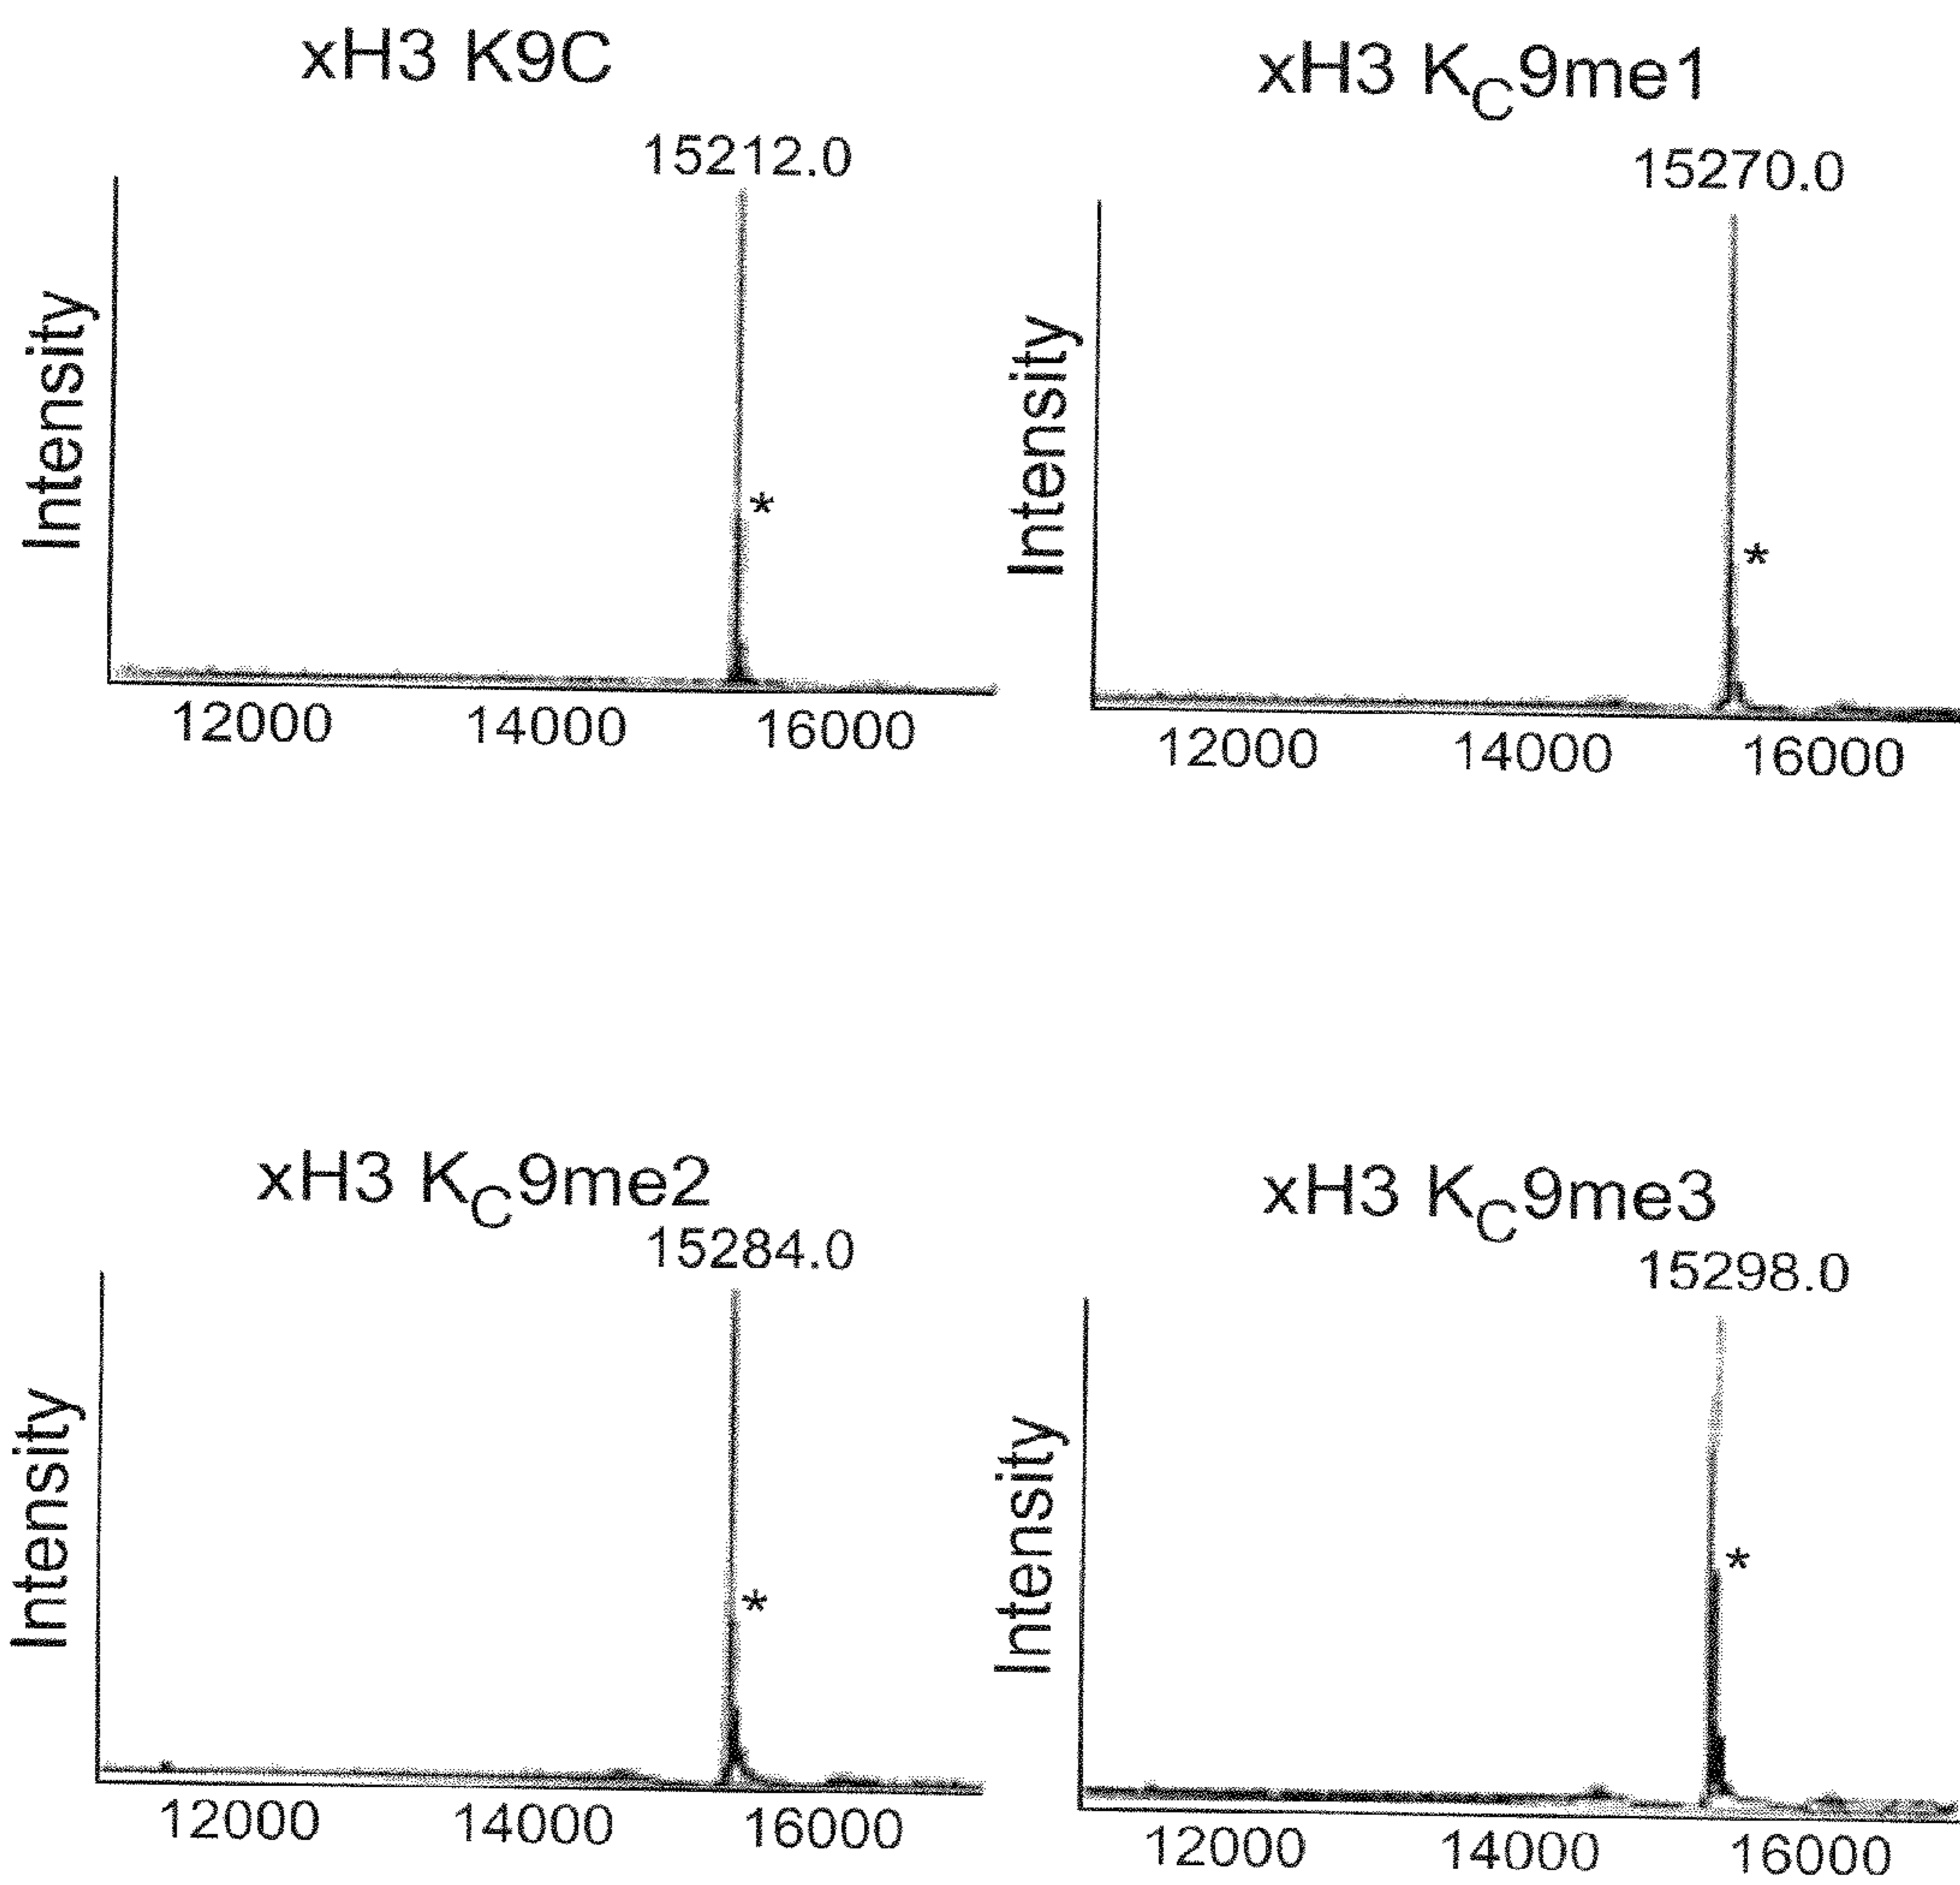 xH3 K9C
15212.0
Intensity
*
12000 14000 16000
xH3 KC9me1
15270.0
Intensity
*
12000 14000 16000
xH3 KC9me2
15284.0
Intensity
*
12000 14000 16000
xH3 KC9me3
15298.0
Intensity
*
12000 14000 16000